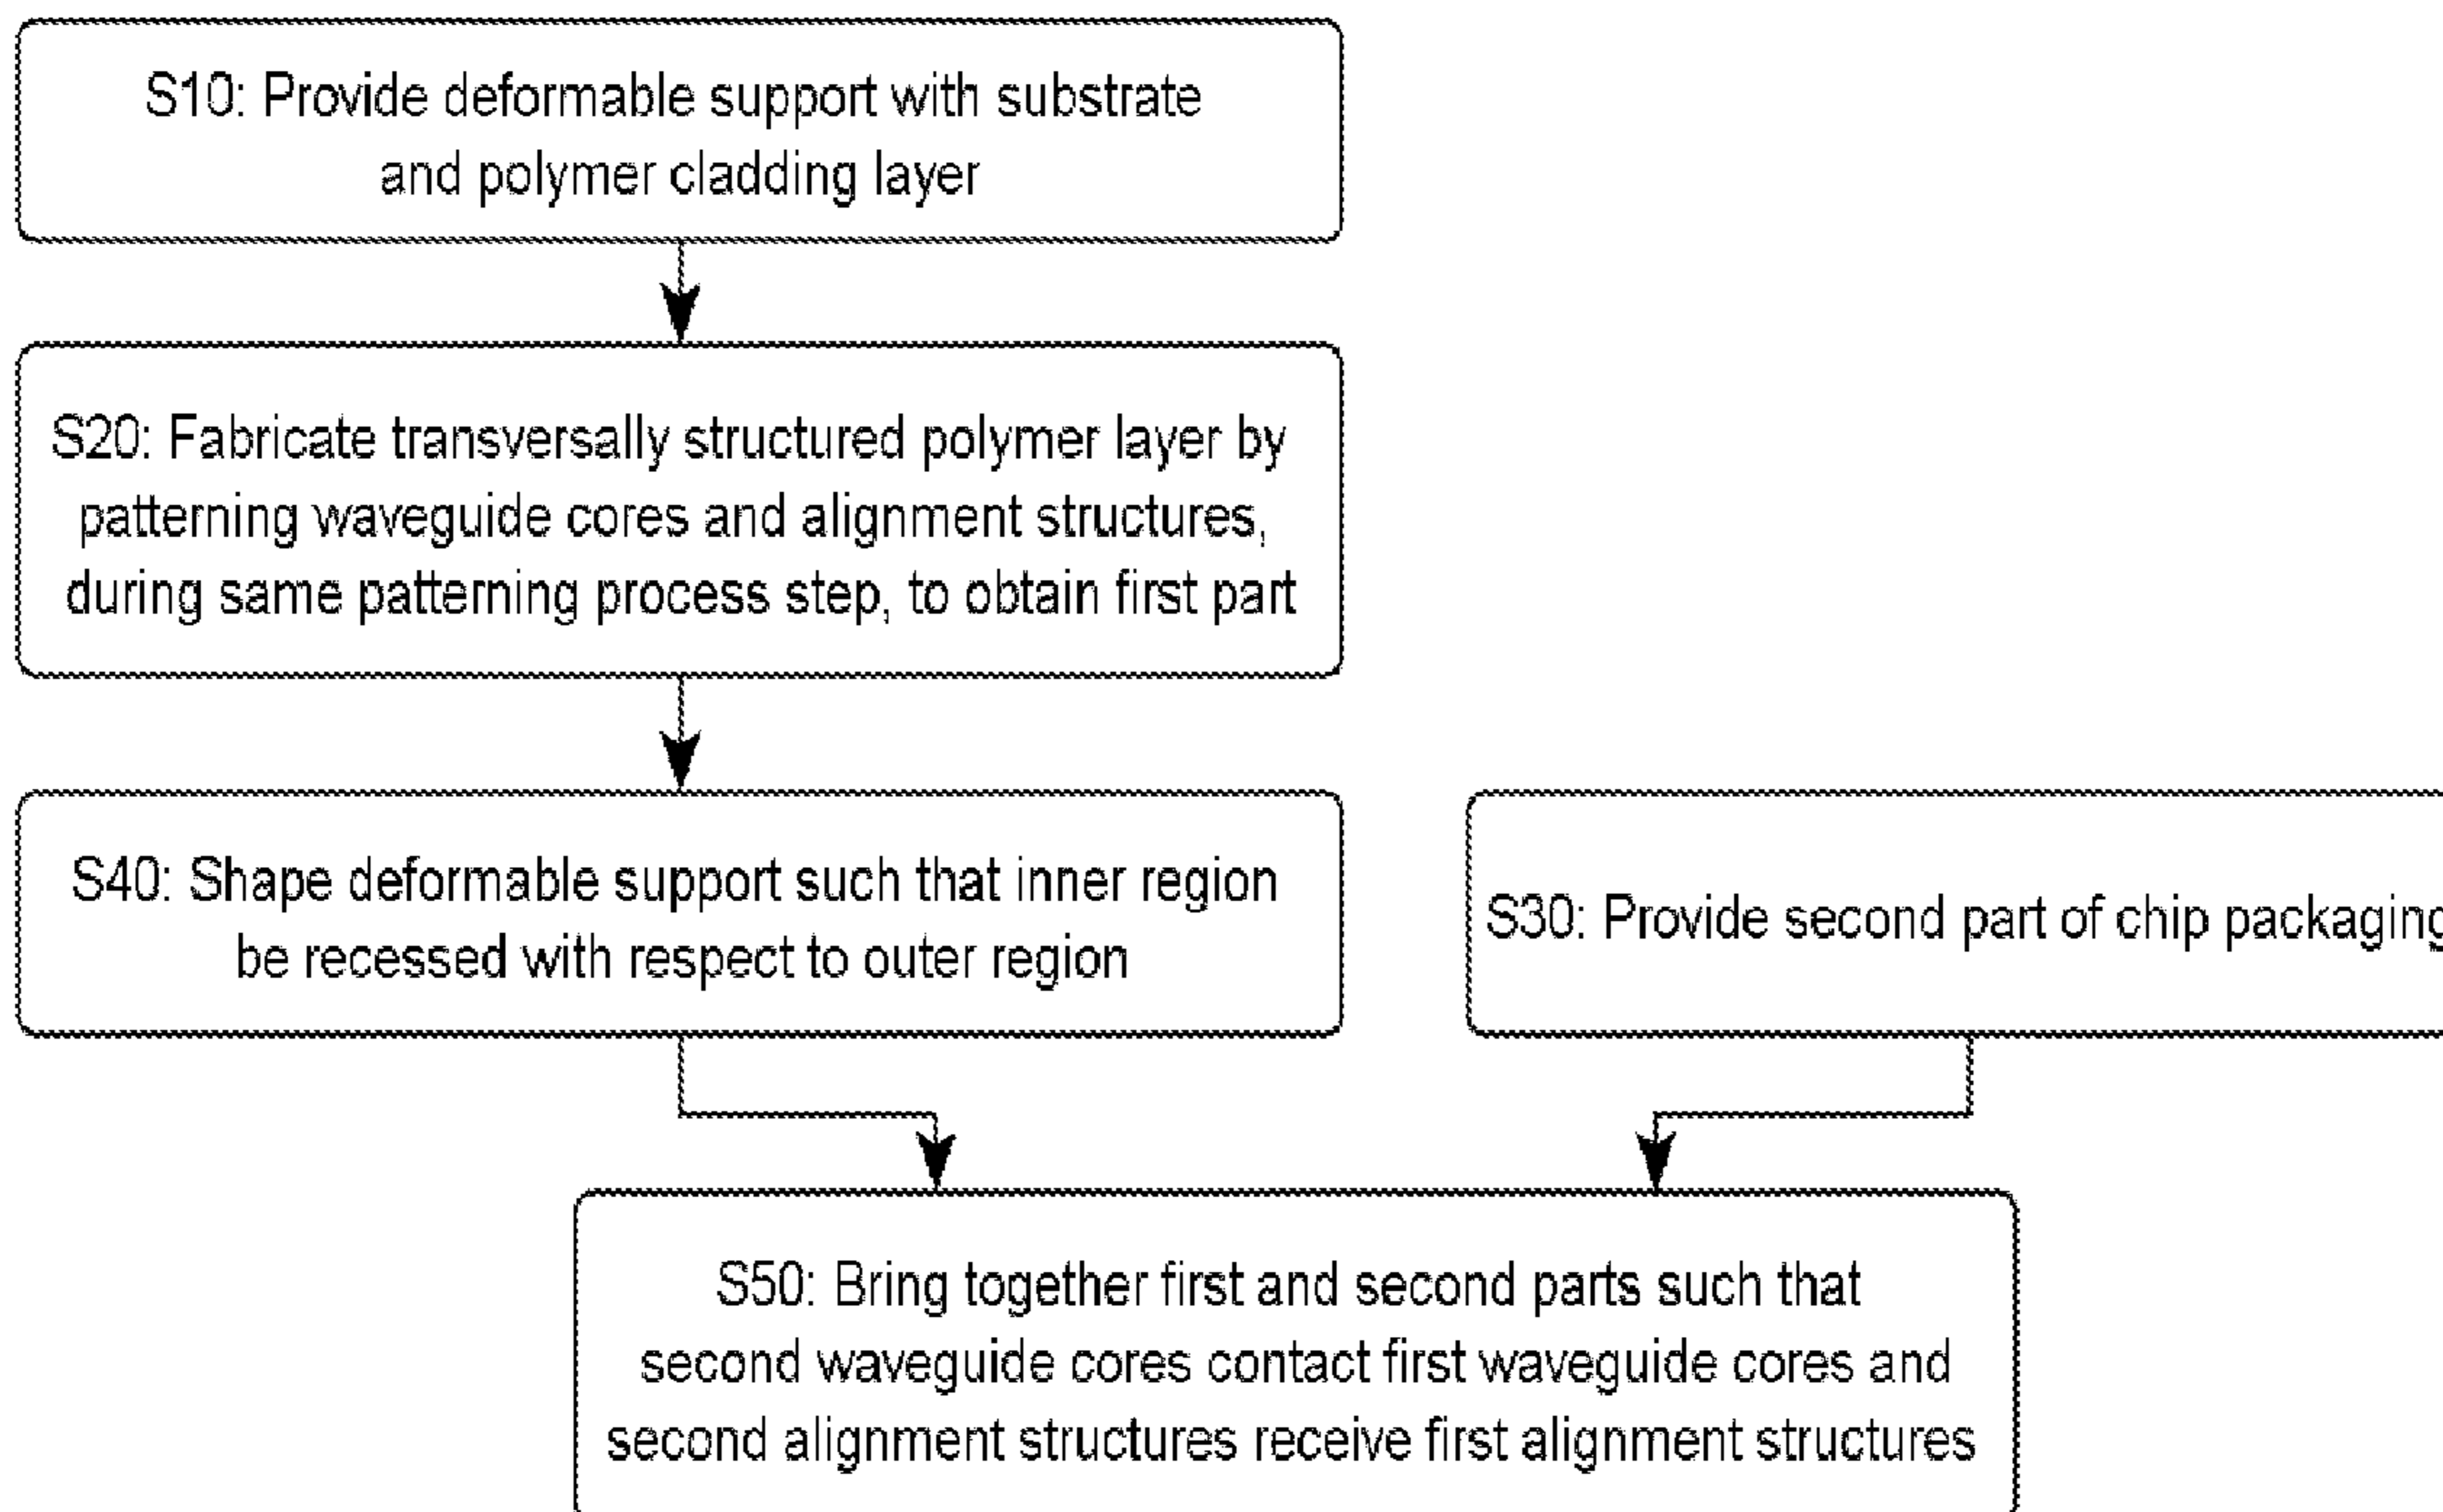 S10: Provide deformable support with substrate
and polymer cladding layer
S20: Fabricate transversally structured polymer layer by
patterning waveguide cores and alignment structures,
during same patterning process step, to obtain first part
S40: Shape deformable support such that inner region
be recessed with respect to outer region
S30: Provide second part of chip packaging
S50: Bring together first and second parts such that
second waveguide cores contact first waveguide cores and
second alignment structures receive first alignment structures